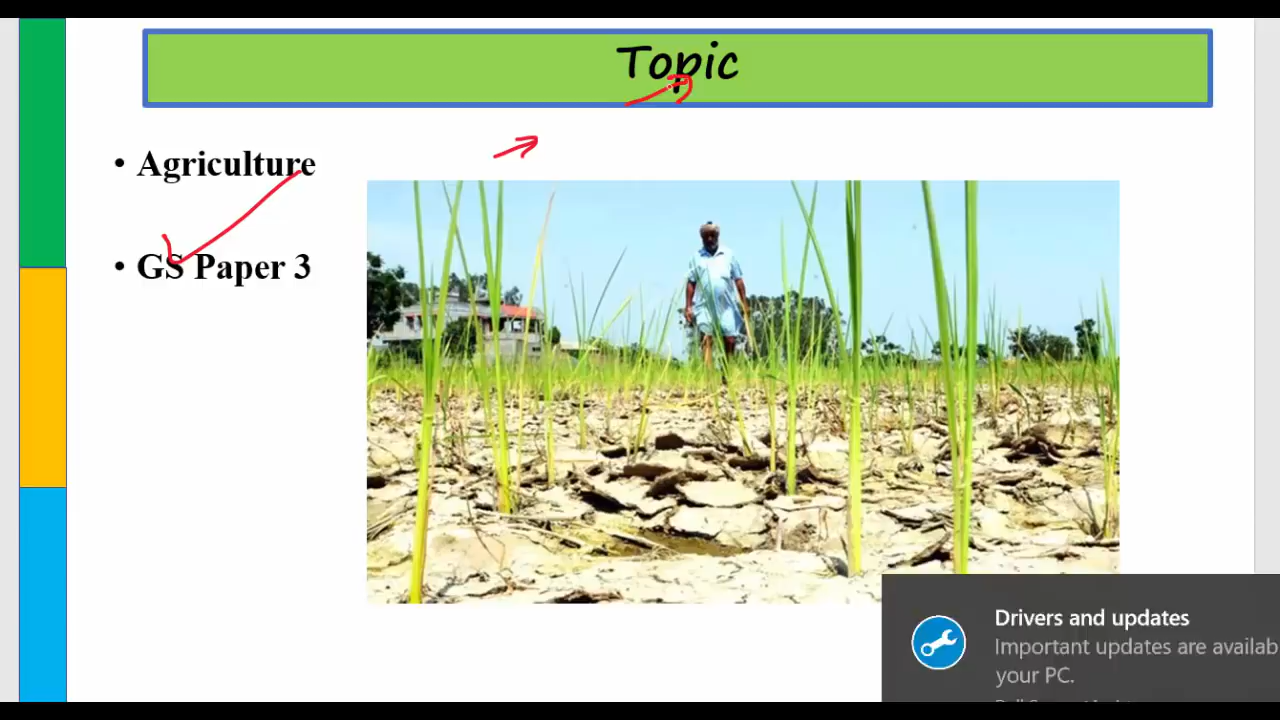 Topic
• Agriculture
• GS Paper 3
Drivers and updates
Important updates are availab
your PC.